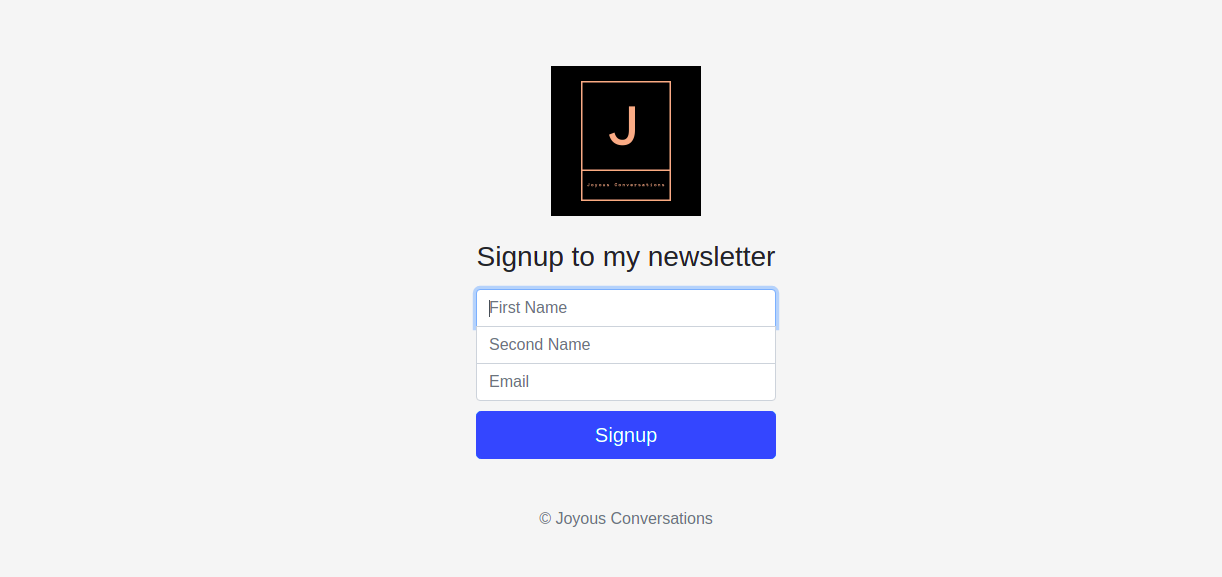 J
Joyous Conversations
Signup to my newsletter
First Name
Second Name
Email
Signup
© Joyous Conversations